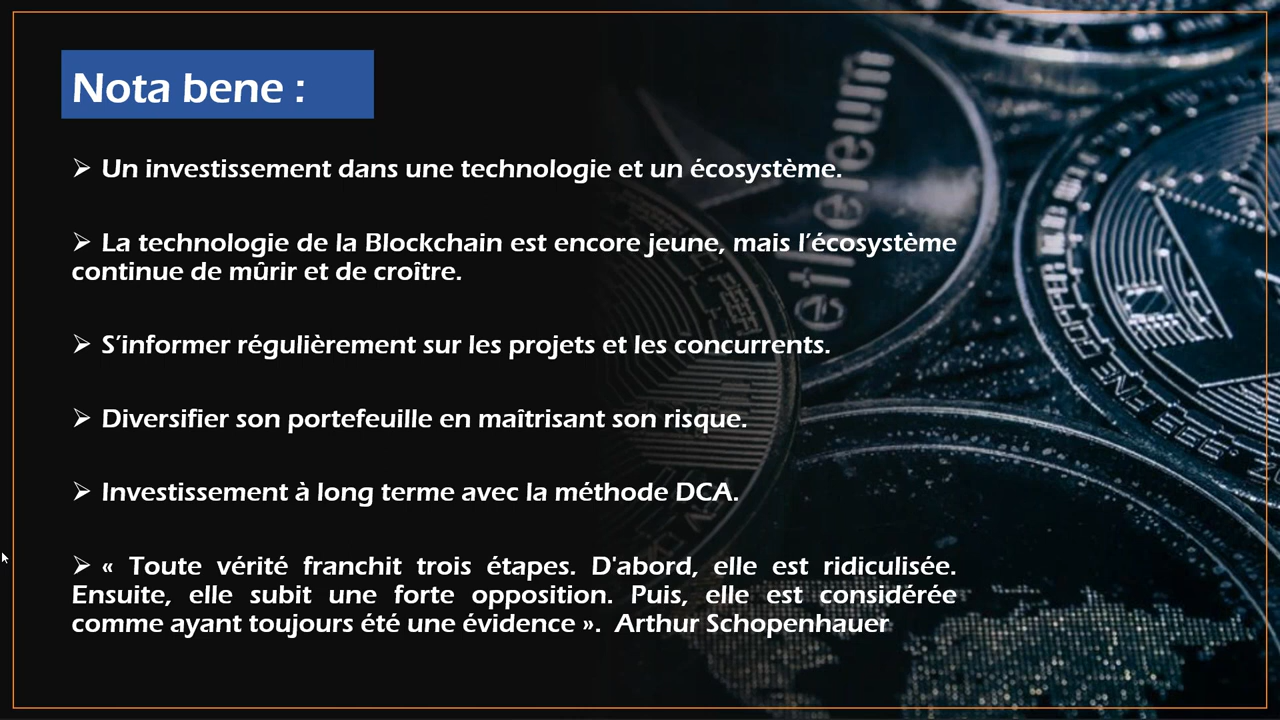 Nota bene :
➢ Un investissement dans une technologie et un écosystème.
➢ La technologie de la Blockchain est encore jeune, mais l’écosystème
continue de mûrir et de croître.
➢ S’informer régulièrement sur les projets et les concurrents.
➢ Diversifier son portefeuille en maîtrisant son risque.
➢ Investissement à long terme avec la méthode DCA.
➢ « Toute vérité franchit trois étapes. D'abord, elle est ridiculisée.
Ensuite, elle subit une forte opposition. Puis, elle est considérée
comme ayant toujours été une évidence ». Arthur Schopenhauer
ethereum